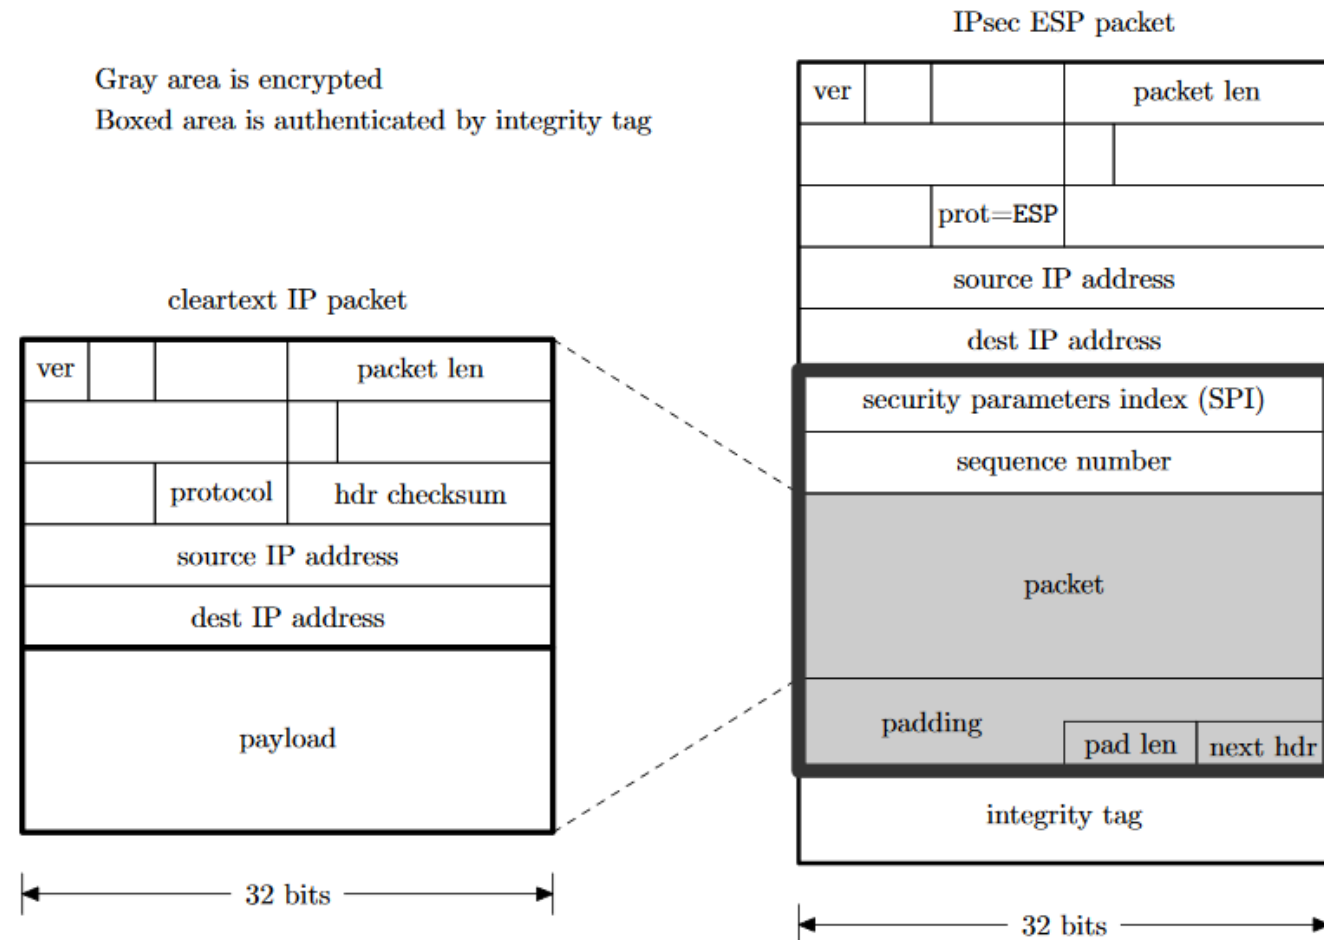 IPsec ESP packet
Gray area is encrypted
Boxed area is authenticated by integrity tag
ver packet len
prot=ESP
source IP address
dest IP address
security parameters index (SPI)
sequence number
packet
padding
pad len next hdr
integrity tag
32 bits
cleartext IP packet
ver packet len
protocol hdr checksum
source IP address
dest IP address
payload
32 bits